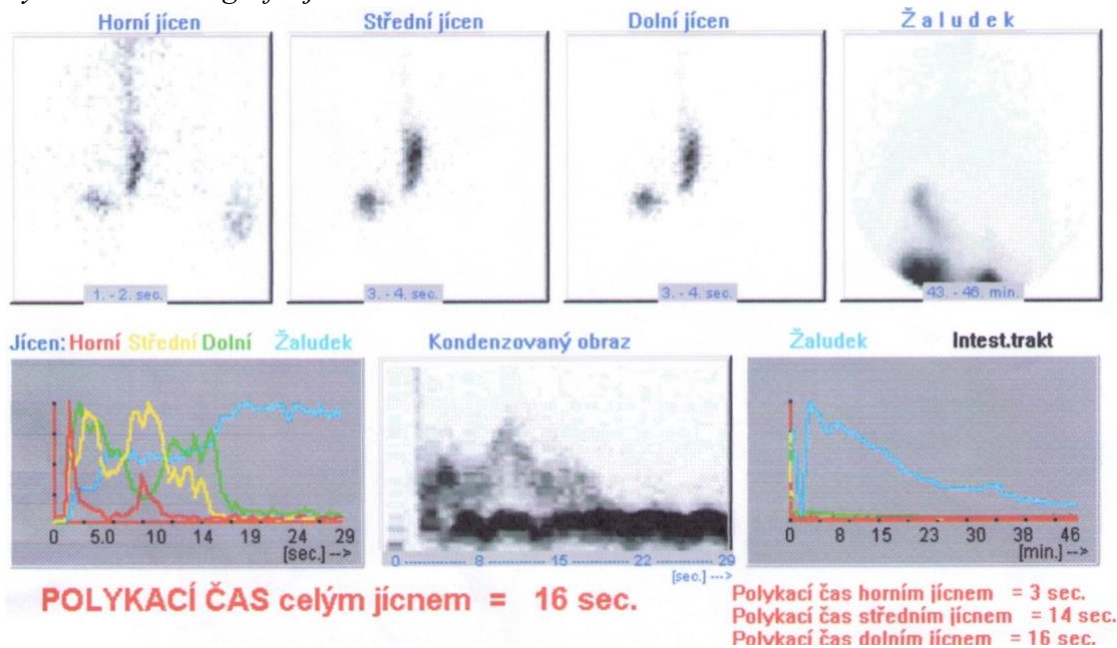 Horní jícen
Střední jícen
Dolní jícen
Žaludek
1. - 2. sec.
3. - 4. sec.
3. - 4. sec.
43. - 46. min.
Jícen: Horní Střední Dolní Žaludek
Kondenzovaný obraz
Žaludek Intest.trakt
0 5.0 10 14 19 24 29
[sec.] -->
0 8 15 22 29
[sec.] --->
0 8 15 23 30 38 46
[min.] -->
POLYKACÍ ČAS celým jícnem = 16 sec.
Polykací čas horním jícnem = 3 sec.
Polykací čas středním jícnem = 14 sec.
Polykací čas dolním jícnem = 16 sec.